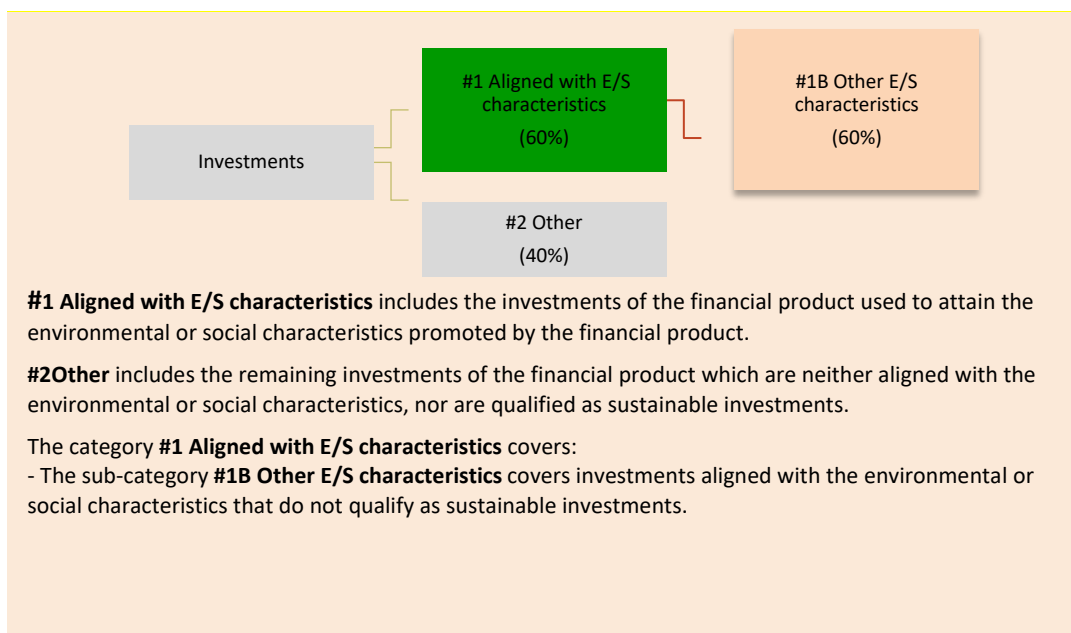 #1 Aligned with E/S
characteristics
(60%)
#1B Other E/S
characteristics
(60%)
Investments
#2 Other
(40%)
#1 Aligned with E/S characteristics includes the investments of the financial product used to attain the
environmental or social characteristics promoted by the financial product.
#2Other includes the remaining investments of the financial product which are neither aligned with the
environmental or social characteristics, nor are qualified as sustainable investments.
The category #1 Aligned with E/S characteristics covers:
- The sub-category #1B Other E/S characteristics covers investments aligned with the environmental or
social characteristics that do not qualify as sustainable investments.